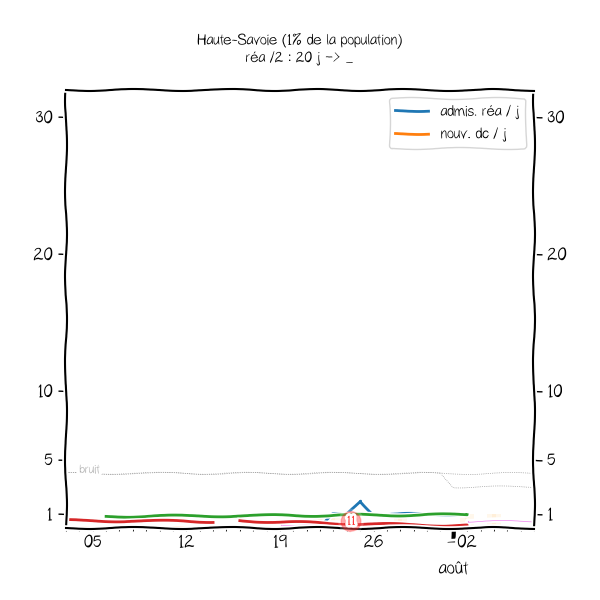 Haute-Savoie (1% de la population)
réa /2 : 20 j -> _
admis. réa / j
nouv. dc / j
30
30
20
20
10
10
5
5
bruit
1
11
1
05
12
19
26
02
août